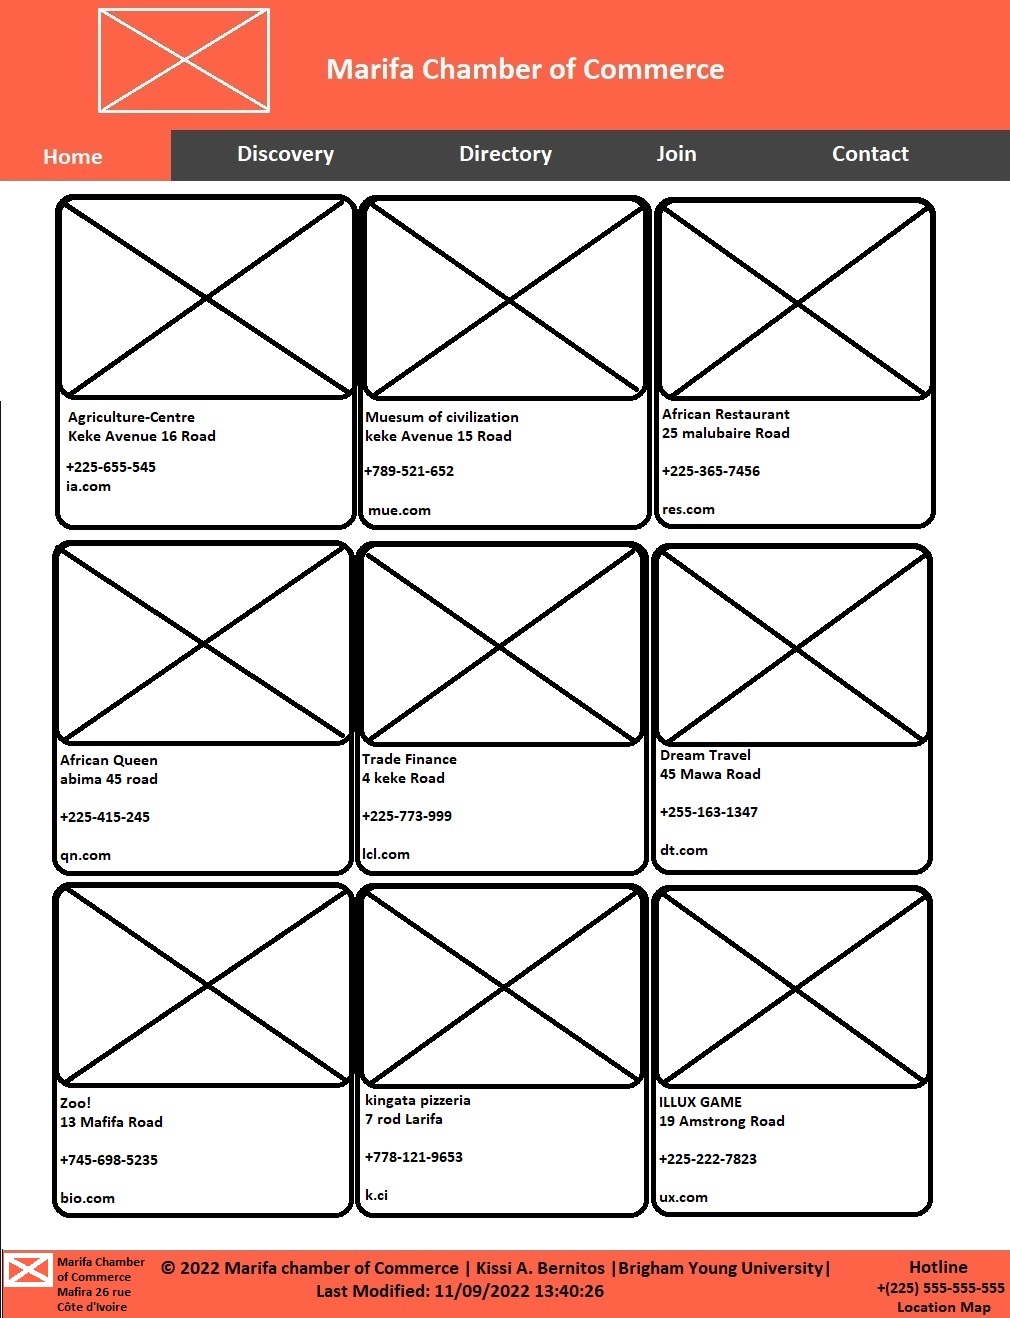 Marifa Chamber of Commerce
Home Discovery Directory Join Contact
Agriculture-Centre
Keke Avenue 16 Road
+225-655-545
ia.com
Muesum of civilization
keke Avenue 15 Road
+789-521-652
mue.com
African Restaurant
25 malubaire Road
+225-365-7456
res.com
African Queen
abima 45 road
+225-415-245
qn.com
Trade Finance
4 keke Road
+225-773-999
lcl.com
Dream Travel
45 Mawa Road
+255-163-1347
dt.com
Zoo!
13 Mafifa Road
+745-698-5235
bio.com
kingata pizzeria
7 rod Larifa
+778-121-9653
k.ci
ILLUX GAME
19 Amstrong Road
+225-222-7823
ux.com
Marifa Chamber
of Commerce
Mafira 26 rue
Côte d'Ivoire
© 2022 Marifa chamber of Commerce | Kissi A. Bernitos |Brigham Young University|
Last Modified: 11/09/2022 13:40:26
Hotline
+(225) 555-555-555
Location Map